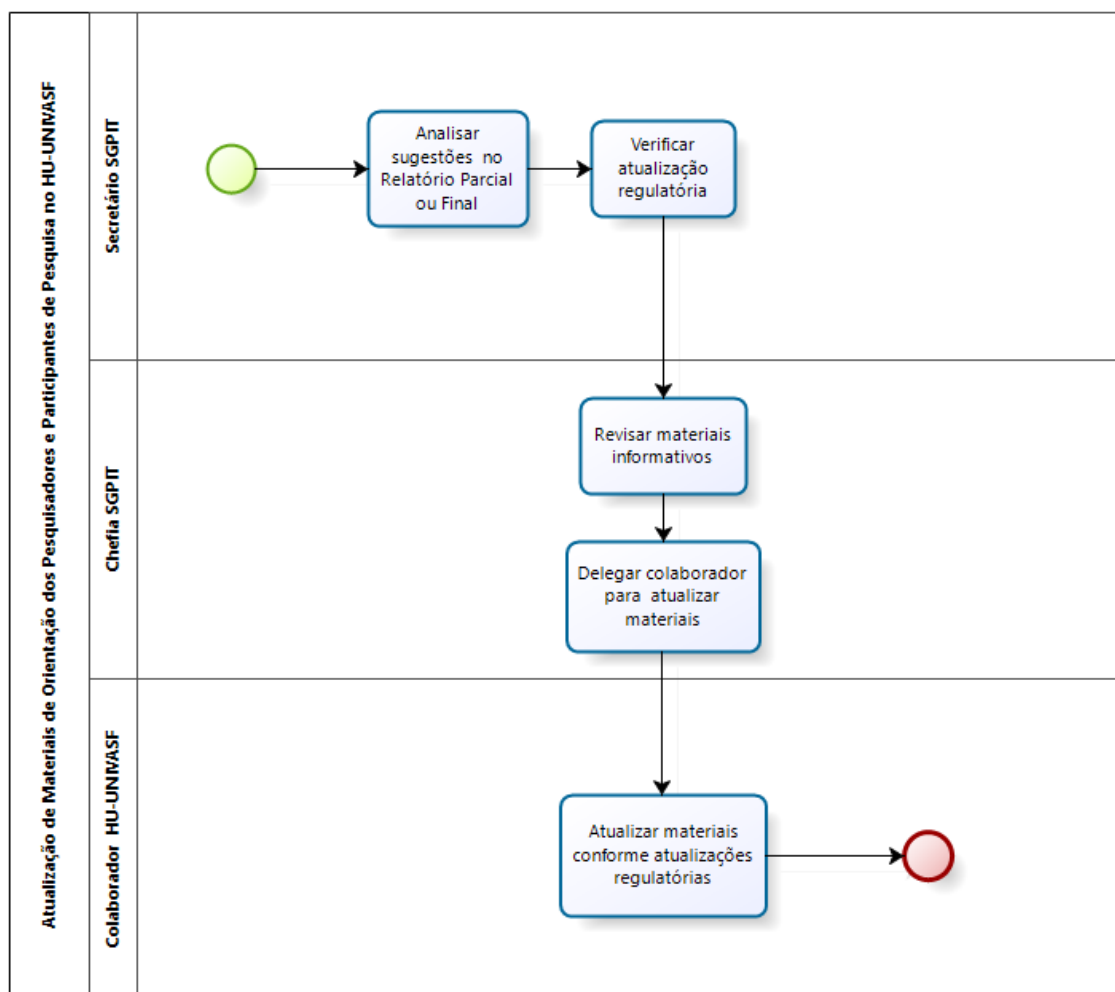 Atualização de Materiais de Orientação dos Pesquisadores e Participantes de Pesquisa no HU-UNIVASF
Secretário SGPIT
Analisar
sugestões no
Relatório Parcial
ou Final
Verificar
atualização
regulatória
Chefia SGPIT
Revisar materiais
informativos
Delegar colaborador
para atualizar
materiais
Colaborador HU-UNIVASF
Atualizar materiais
conforme atualizações
regulatórias